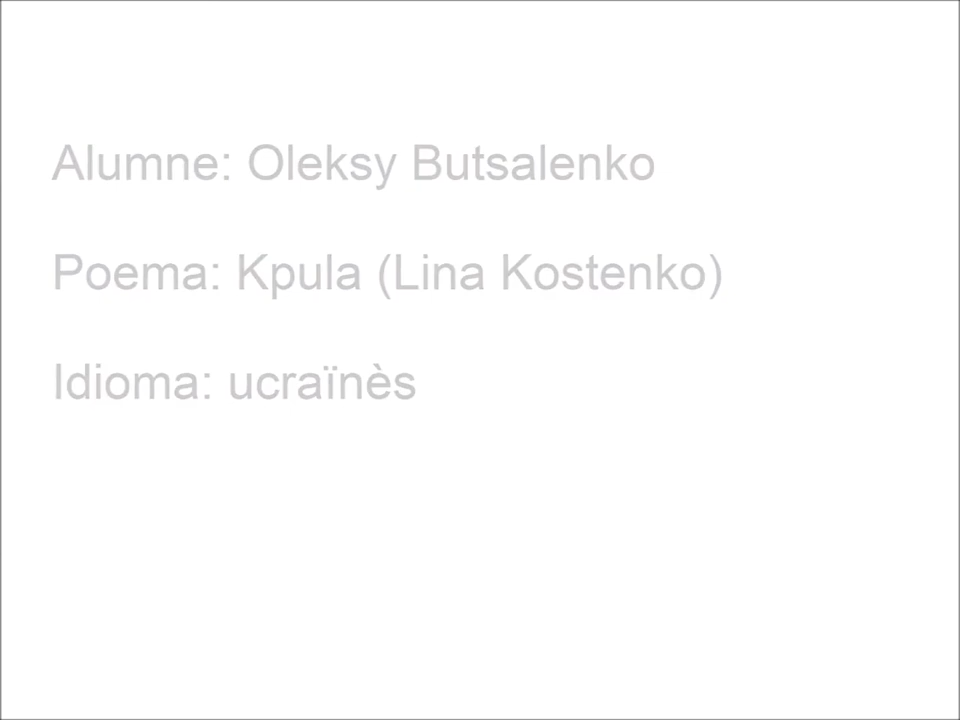 Alumne: Oleksy Butsalenko
Poema: Kpula (Lina Kostenko)
Idioma: ucraïnès